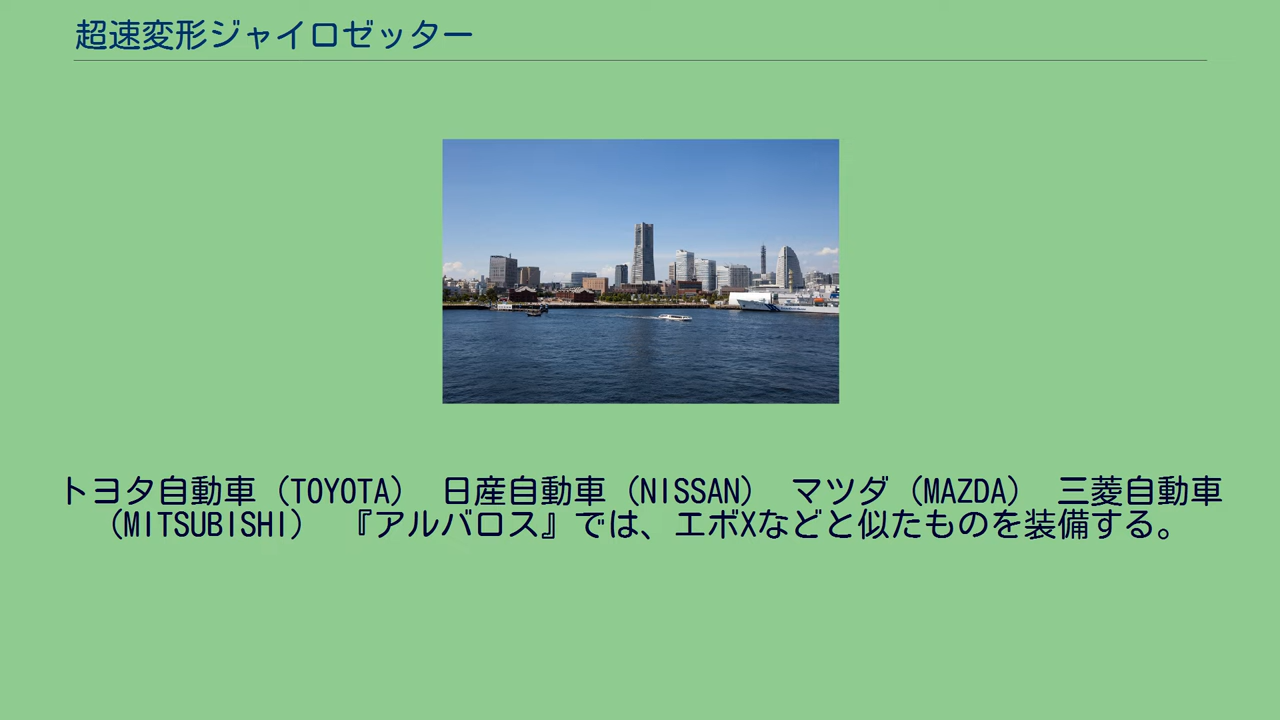 超速変形ジャイロゼッター
トヨタ自動車（TOYOTA） 日産自動車（NISSAN） マツダ（MAZDA） 三菱自動車
（MITSUBISHI） 『アルバロス』では、エボXなどと似たものを装備する。